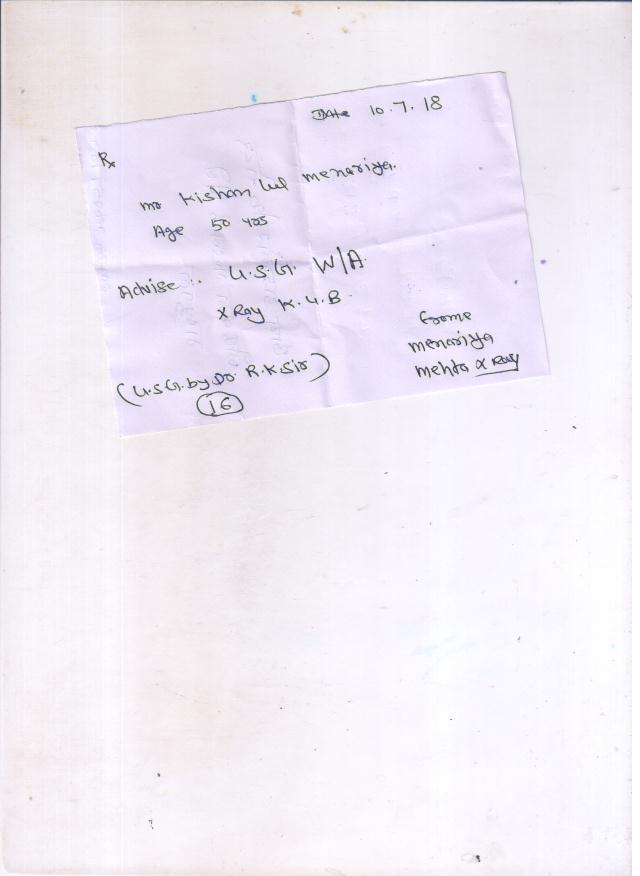 Date 10.7.18
Rx
mr Kishan lal menariya.
Age 50 yrs
Advise :. U.S.G. W/A.
x Ray K.U.B.
(U.S.G. by Dr. R.K. Sir)
16
frome
menariya
mehta x Ray